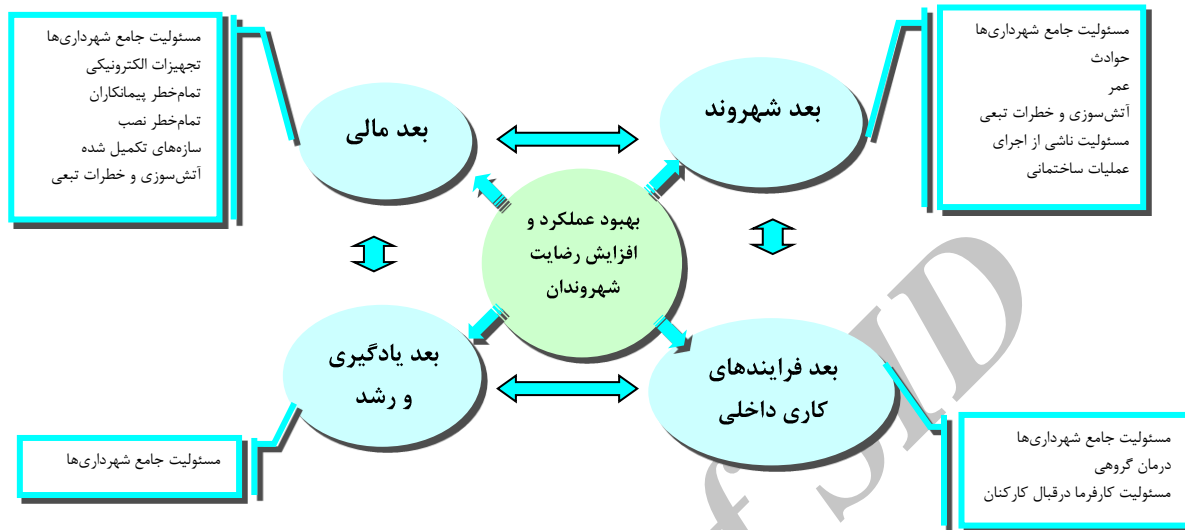 مسئولیت جامع شهرداری‌ها
حوادث
عمر
آتش‌سوزی و خطرات تبعی
مسئولیت ناشی از اجرای
عملیات ساختمانی
بعد شهروند
مسئولیت جامع شهرداری‌ها
تجهیزات الکترونیکی
تمام‌خطر پیمانکاران
تمام‌خطر نصب
سازه‌های تکمیل شده
آتش‌سوزی و خطرات تبعی
بعد مالی
بهبود عملکرد و
افزایش رضایت
شهروندان
بعد فرایندهای
کاری داخلی
مسئولیت جامع شهرداری‌ها
درمان گروهی
مسئولیت کارفرما درقبال کارکنان
بعد یادگیری
و رشد
مسئولیت جامع شهرداری‌ها
f SID